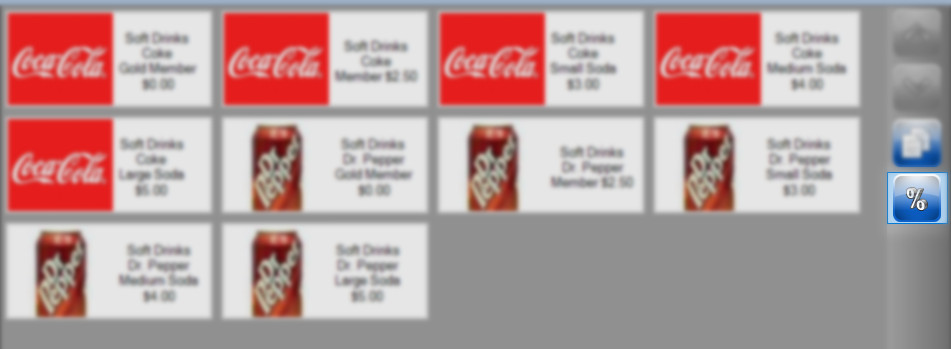 Coca-Cola
Soft Drinks
Coke
Gold Member
$0.00
Coca-Cola
Soft Drinks
Coke
Member $2.50
Coca-Cola
Soft Drinks
Coke
Small Soda
$3.00
Coca-Cola
Soft Drinks
Coke
Medium Soda
$4.00
Coca-Cola
Soft Drinks
Coke
Large Soda
$5.00
Dr Pepper
Soft Drinks
Dr. Pepper
Gold Member
$0.00
Dr Pepper
Soft Drinks
Dr. Pepper
Member $2.50
Dr Pepper
Soft Drinks
Dr. Pepper
Small Soda
$3.00
%
Dr Pepper
Soft Drinks
Dr. Pepper
Medium Soda
$4.00
Dr Pepper
Soft Drinks
Dr. Pepper
Large Soda
$5.00